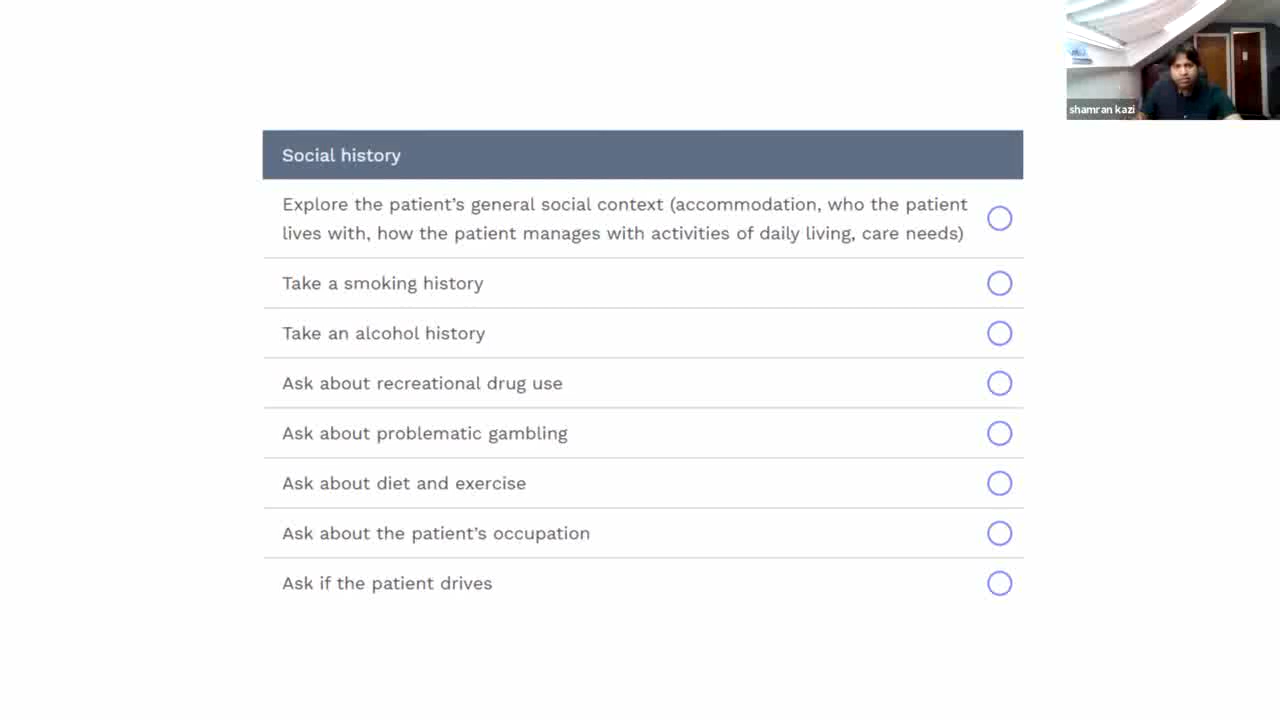 shamran kazi
Social history
Explore the patient's general social context (accommodation, who the patient
lives with, how the patient manages with activities of daily living, care needs)
Take a smoking history
Take an alcohol history
Ask about recreational drug use
Ask about problematic gambling
Ask about diet and exercise
Ask about the patient's occupation
Ask if the patient drives